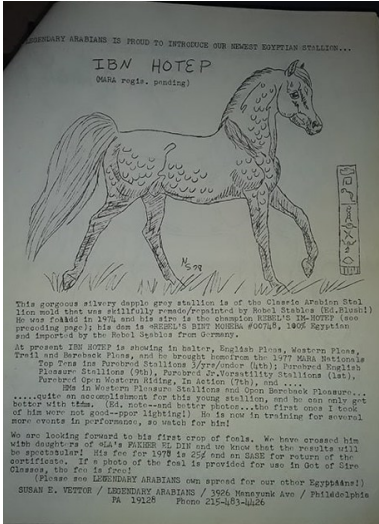 LEGENDARY ARABIANS IS PROUD TO INTRODUCE OUR NEWEST EGYPTIAN STALLION...
IBN HOTEP
(MARA regis. pending)
NS 78
This gorgeous silvery dapple grey stallion is of the Classic Arabian Stal
lion mold that was skillfully remade/repainted by Rebel Stables (Ed.Blush!)
He was foaled in 1974 and his sire is the champion REBEL'S IM-HOTEP (see
preceding page); his dam is @REBEL'S BINT MONEBA #00748, 100% Egyptian
and imported by the Rebel Stables from Germany.
At present IBN HOTEP is showing in halter, English Pleas, Western Pleas,
Trail and Bareback Pleas, and he brought home from the 1977 MARA Nationals
Top Tens in Purebred Stallions 3/yrs/under (4th); Purebred English
Pleasure Stallions (9th), Purebred Jr.Versatility Stallions (1st),
Purebred Open Western Riding, In Action (7th), and ....
HMs in Western Pleasure Stallions and Open Bareback Pleasure...
.....quite an accomplishment for this young stallion, and he can only get
better with time. (Ed. note--and better photos...the first ones I took
of him were not good--ppor lighting!) He is now in training for several
more events in performance, so watch for him!
We are looking forward to his first crop of foals. We have crossed him
with daughters of @LA'S FAKHER EL DIN and we know that the results will
be spectacular! His fee for 1978 is 25¢ and an SASE for return of the
certificate. If a photo of the foal is provided for use in Get of Sire
Classes, the fee is free!
(Please see LEGENDARY ARABIANS own spread for our other Egyptians!)
SUSAN E. VETTOR / LEGENDARY ARABIANS / 3926 Manayunk Ave / Philadelphia
PA 19128 Phone 215-483-4426